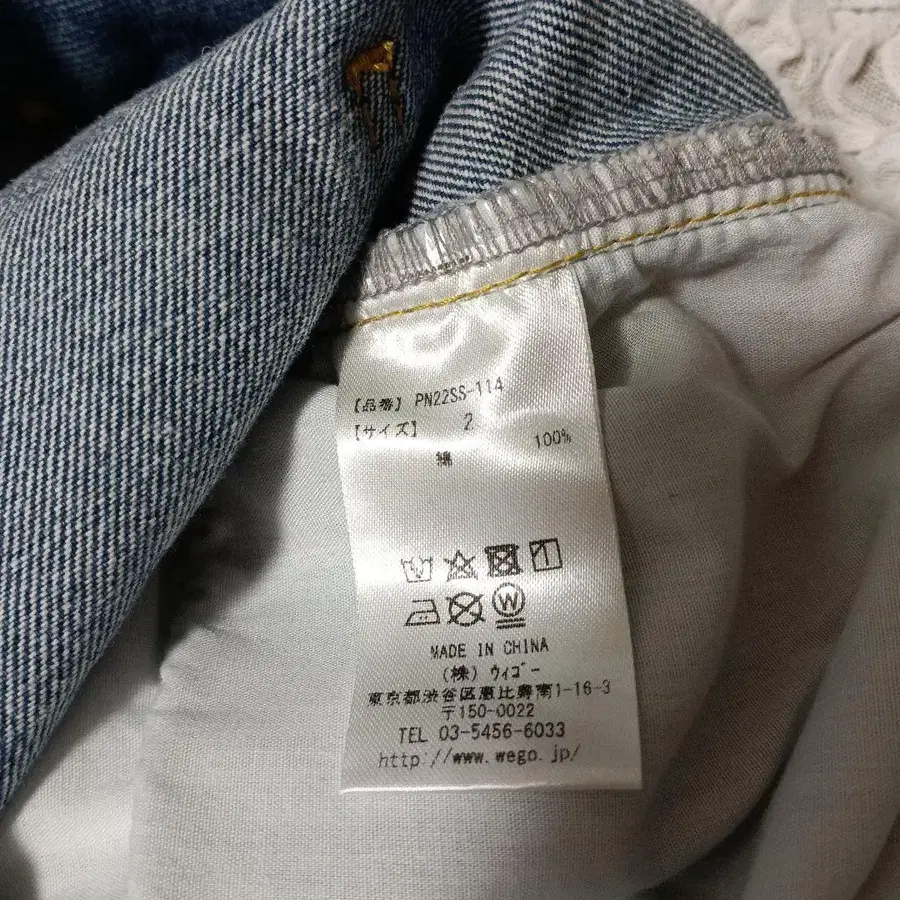 【品番】 PN22SS-114
【サイズ】 2
綿 100%
W
MADE IN CHINA
(株) ウィゴー
東京都渋谷区恵比寿南1-16-3
〒150-0022
TEL 03-5456-6033
http://www.wego.jp/